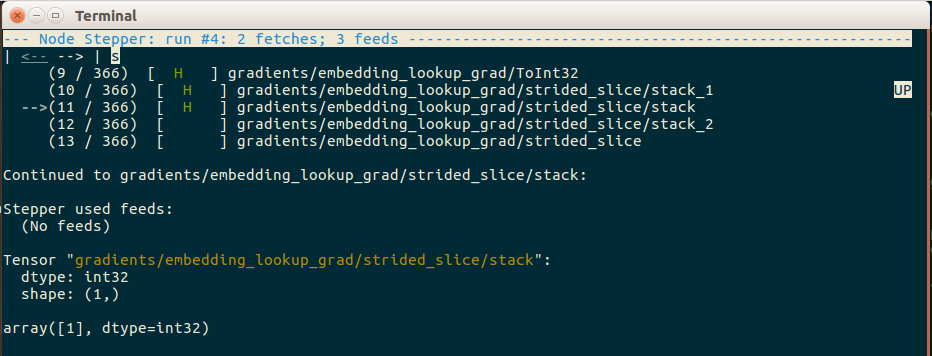 Terminal
--- Node Stepper: run #4: 2 fetches; 3 feeds ---------------------------------------------------------
| <-- --> | s
(9 / 366)  [  H   ] gradients/embedding_lookup_grad/ToInt32
(10 / 366)  [  H   ] gradients/embedding_lookup_grad/strided_slice/stack_1 UP
-->(11 / 366)  [  H   ] gradients/embedding_lookup_grad/strided_slice/stack
(12 / 366)  [      ] gradients/embedding_lookup_grad/strided_slice/stack_2
(13 / 366)  [      ] gradients/embedding_lookup_grad/strided_slice
Continued to gradients/embedding_lookup_grad/strided_slice/stack:
Stepper used feeds:
(No feeds)
Tensor "gradients/embedding_lookup_grad/strided_slice/stack":
dtype: int32
shape: (1,)
array([1], dtype=int32)